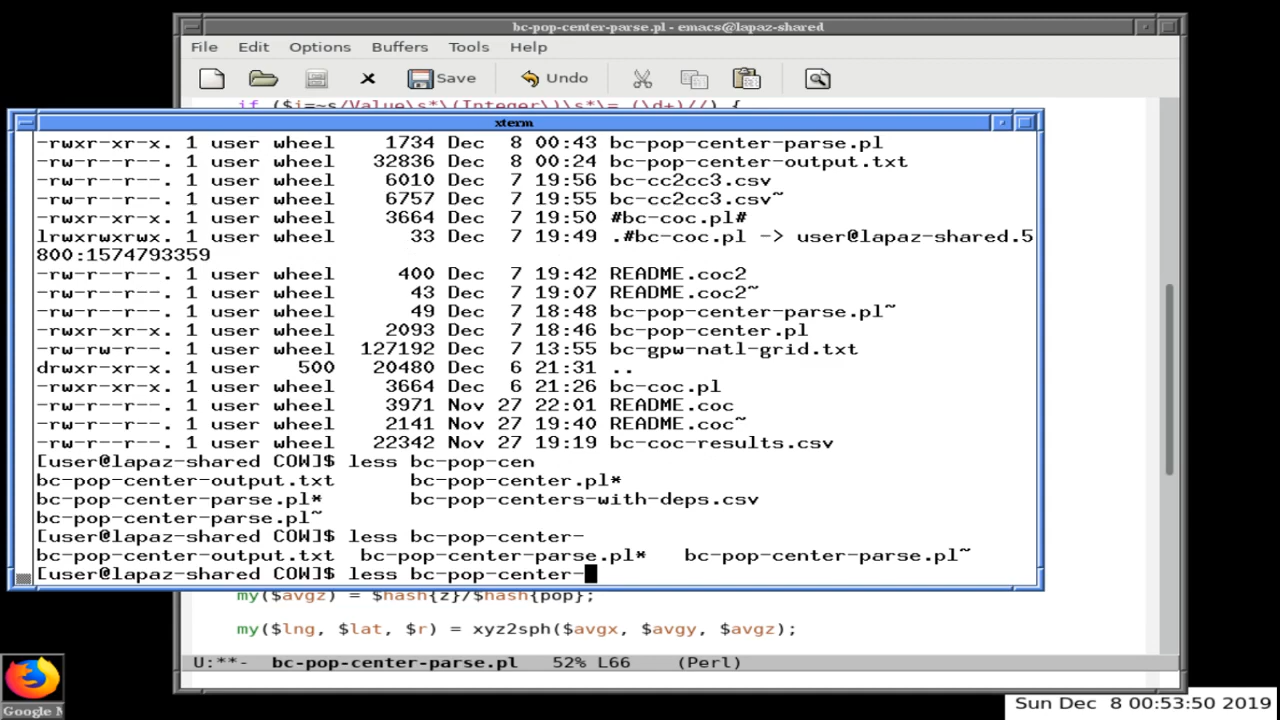 bc-pop-center-parse.pl - emacs@lapaz-shared
File Edit Options Buffers Tools Help
Save Undo
if ($i=~s/Value\s*\(Integer\)\s*\= (\d+)//) {
xterm
-rwxr-xr-x. 1 user wheel 1734 Dec 8 00:43 bc-pop-center-parse.pl
-rw-r--r--. 1 user wheel 32836 Dec 8 00:24 bc-pop-center-output.txt
-rw-r--r--. 1 user wheel 6010 Dec 7 19:56 bc-cc2cc3.csv
-rw-r--r--. 1 user wheel 6757 Dec 7 19:55 bc-cc2cc3.csv~
-rwxr-xr-x. 1 user wheel 3664 Dec 7 19:50 #bc-coc.pl#
lrwxrwxrwx. 1 user wheel 33 Dec 7 19:49 .#bc-coc.pl -> user@lapaz-shared.5
800:1574793359
-rw-r--r--. 1 user wheel 400 Dec 7 19:42 README.coc2
-rw-r--r--. 1 user wheel 43 Dec 7 19:07 README.coc2~
-rw-r--r--. 1 user wheel 49 Dec 7 18:48 bc-pop-center-parse.pl~
-rwxr-xr-x. 1 user wheel 2093 Dec 7 18:46 bc-pop-center.pl
-rw-rw-r--. 1 user wheel 127192 Dec 7 13:55 bc-gpw-natl-grid.txt
drwxr-xr-x. 1 user 500 20480 Dec 6 21:31 ..
-rwxr-xr-x. 1 user wheel 3664 Dec 6 21:26 bc-coc.pl
-rw-r--r--. 1 user wheel 3971 Nov 27 22:01 README.coc
-rw-r--r--. 1 user wheel 2141 Nov 27 19:40 README.coc~
-rw-r--r--. 1 user wheel 22342 Nov 27 19:19 bc-coc-results.csv
[user@lapaz-shared COW]$ less bc-pop-cen
bc-pop-center-output.txt bc-pop-center.pl*
bc-pop-center-parse.pl* bc-pop-centers-with-deps.csv
bc-pop-center-parse.pl~
[user@lapaz-shared COW]$ less bc-pop-center-
bc-pop-center-output.txt bc-pop-center-parse.pl* bc-pop-center-parse.pl~
[user@lapaz-shared COW]$ less bc-pop-center-
my($avgz) = $hash{z}/$hash{pop};
my($lng, $lat, $r) = xyz2sph($avgx, $avgy, $avgz);
U:**- bc-pop-center-parse.pl 52% L66 (Perl)
Google M
Sun Dec 8 00:53:50 2019